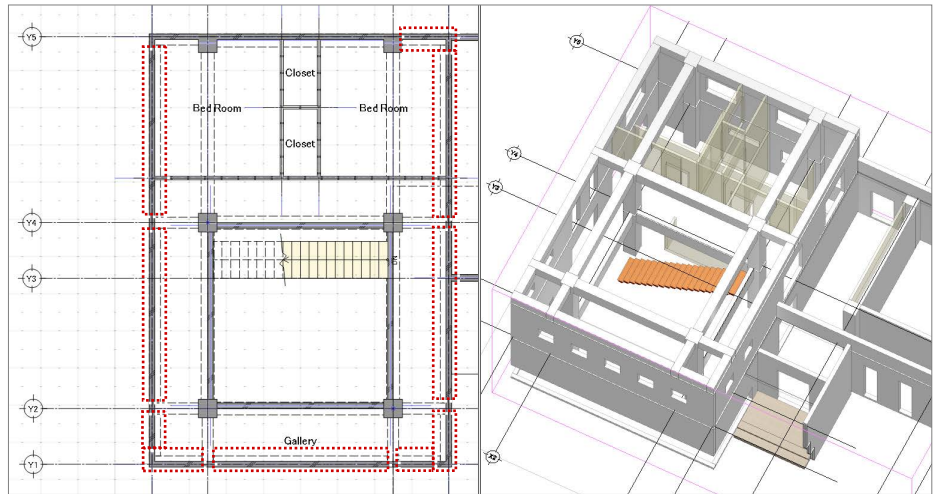 Y5
Closet
Bed Room
Bed Room
Closet
Y4
Y3
Y2
Gallery
Y1
Y5
Y4
Y3
X2